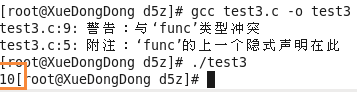 [root@XueDongDong d5z]# gcc test3.c -o test3
test3.c:9: 警告：与‘func’类型冲突
test3.c:5: 附注：‘func’的上一个隐式声明在此
[root@XueDongDong d5z]# ./test3
10[root@XueDongDong d5z]#